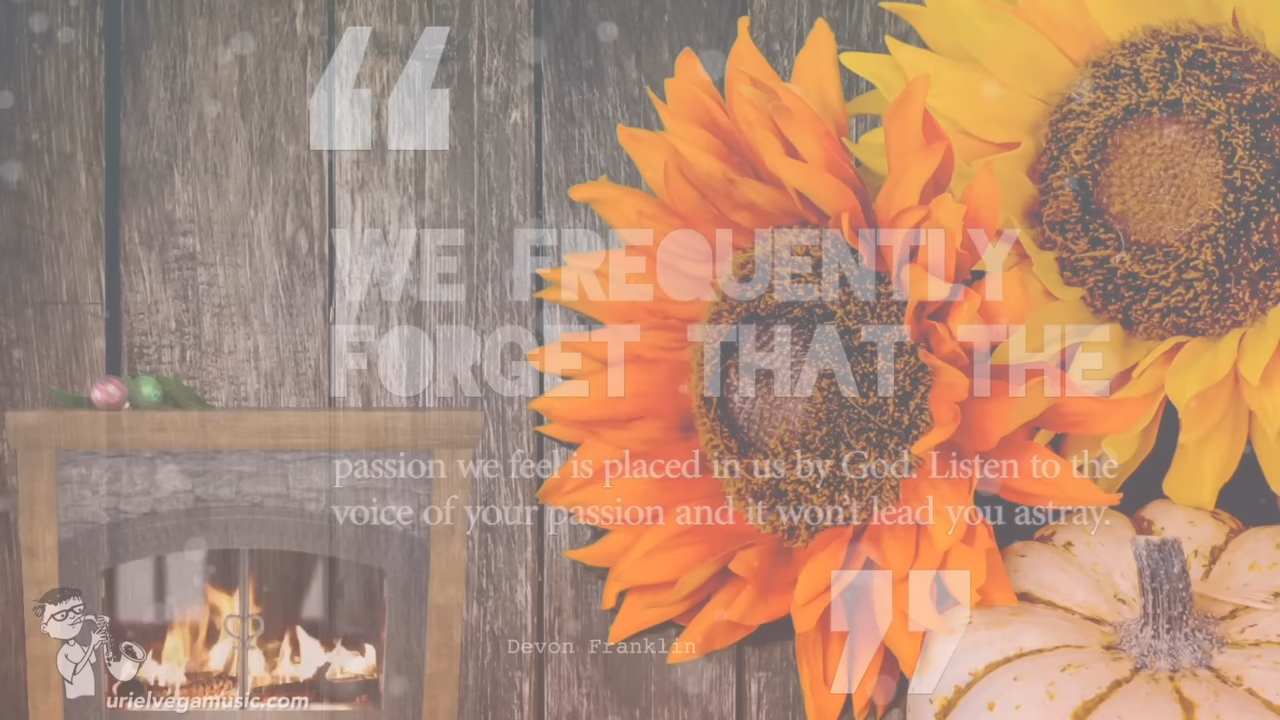 “
WE FREQUENTLY
FORGET THAT THE
passion we feel is placed in us by God. Listen to the
voice of your passion and it won't lead you astray.
”
Devon Franklin
urielvegamusic.com